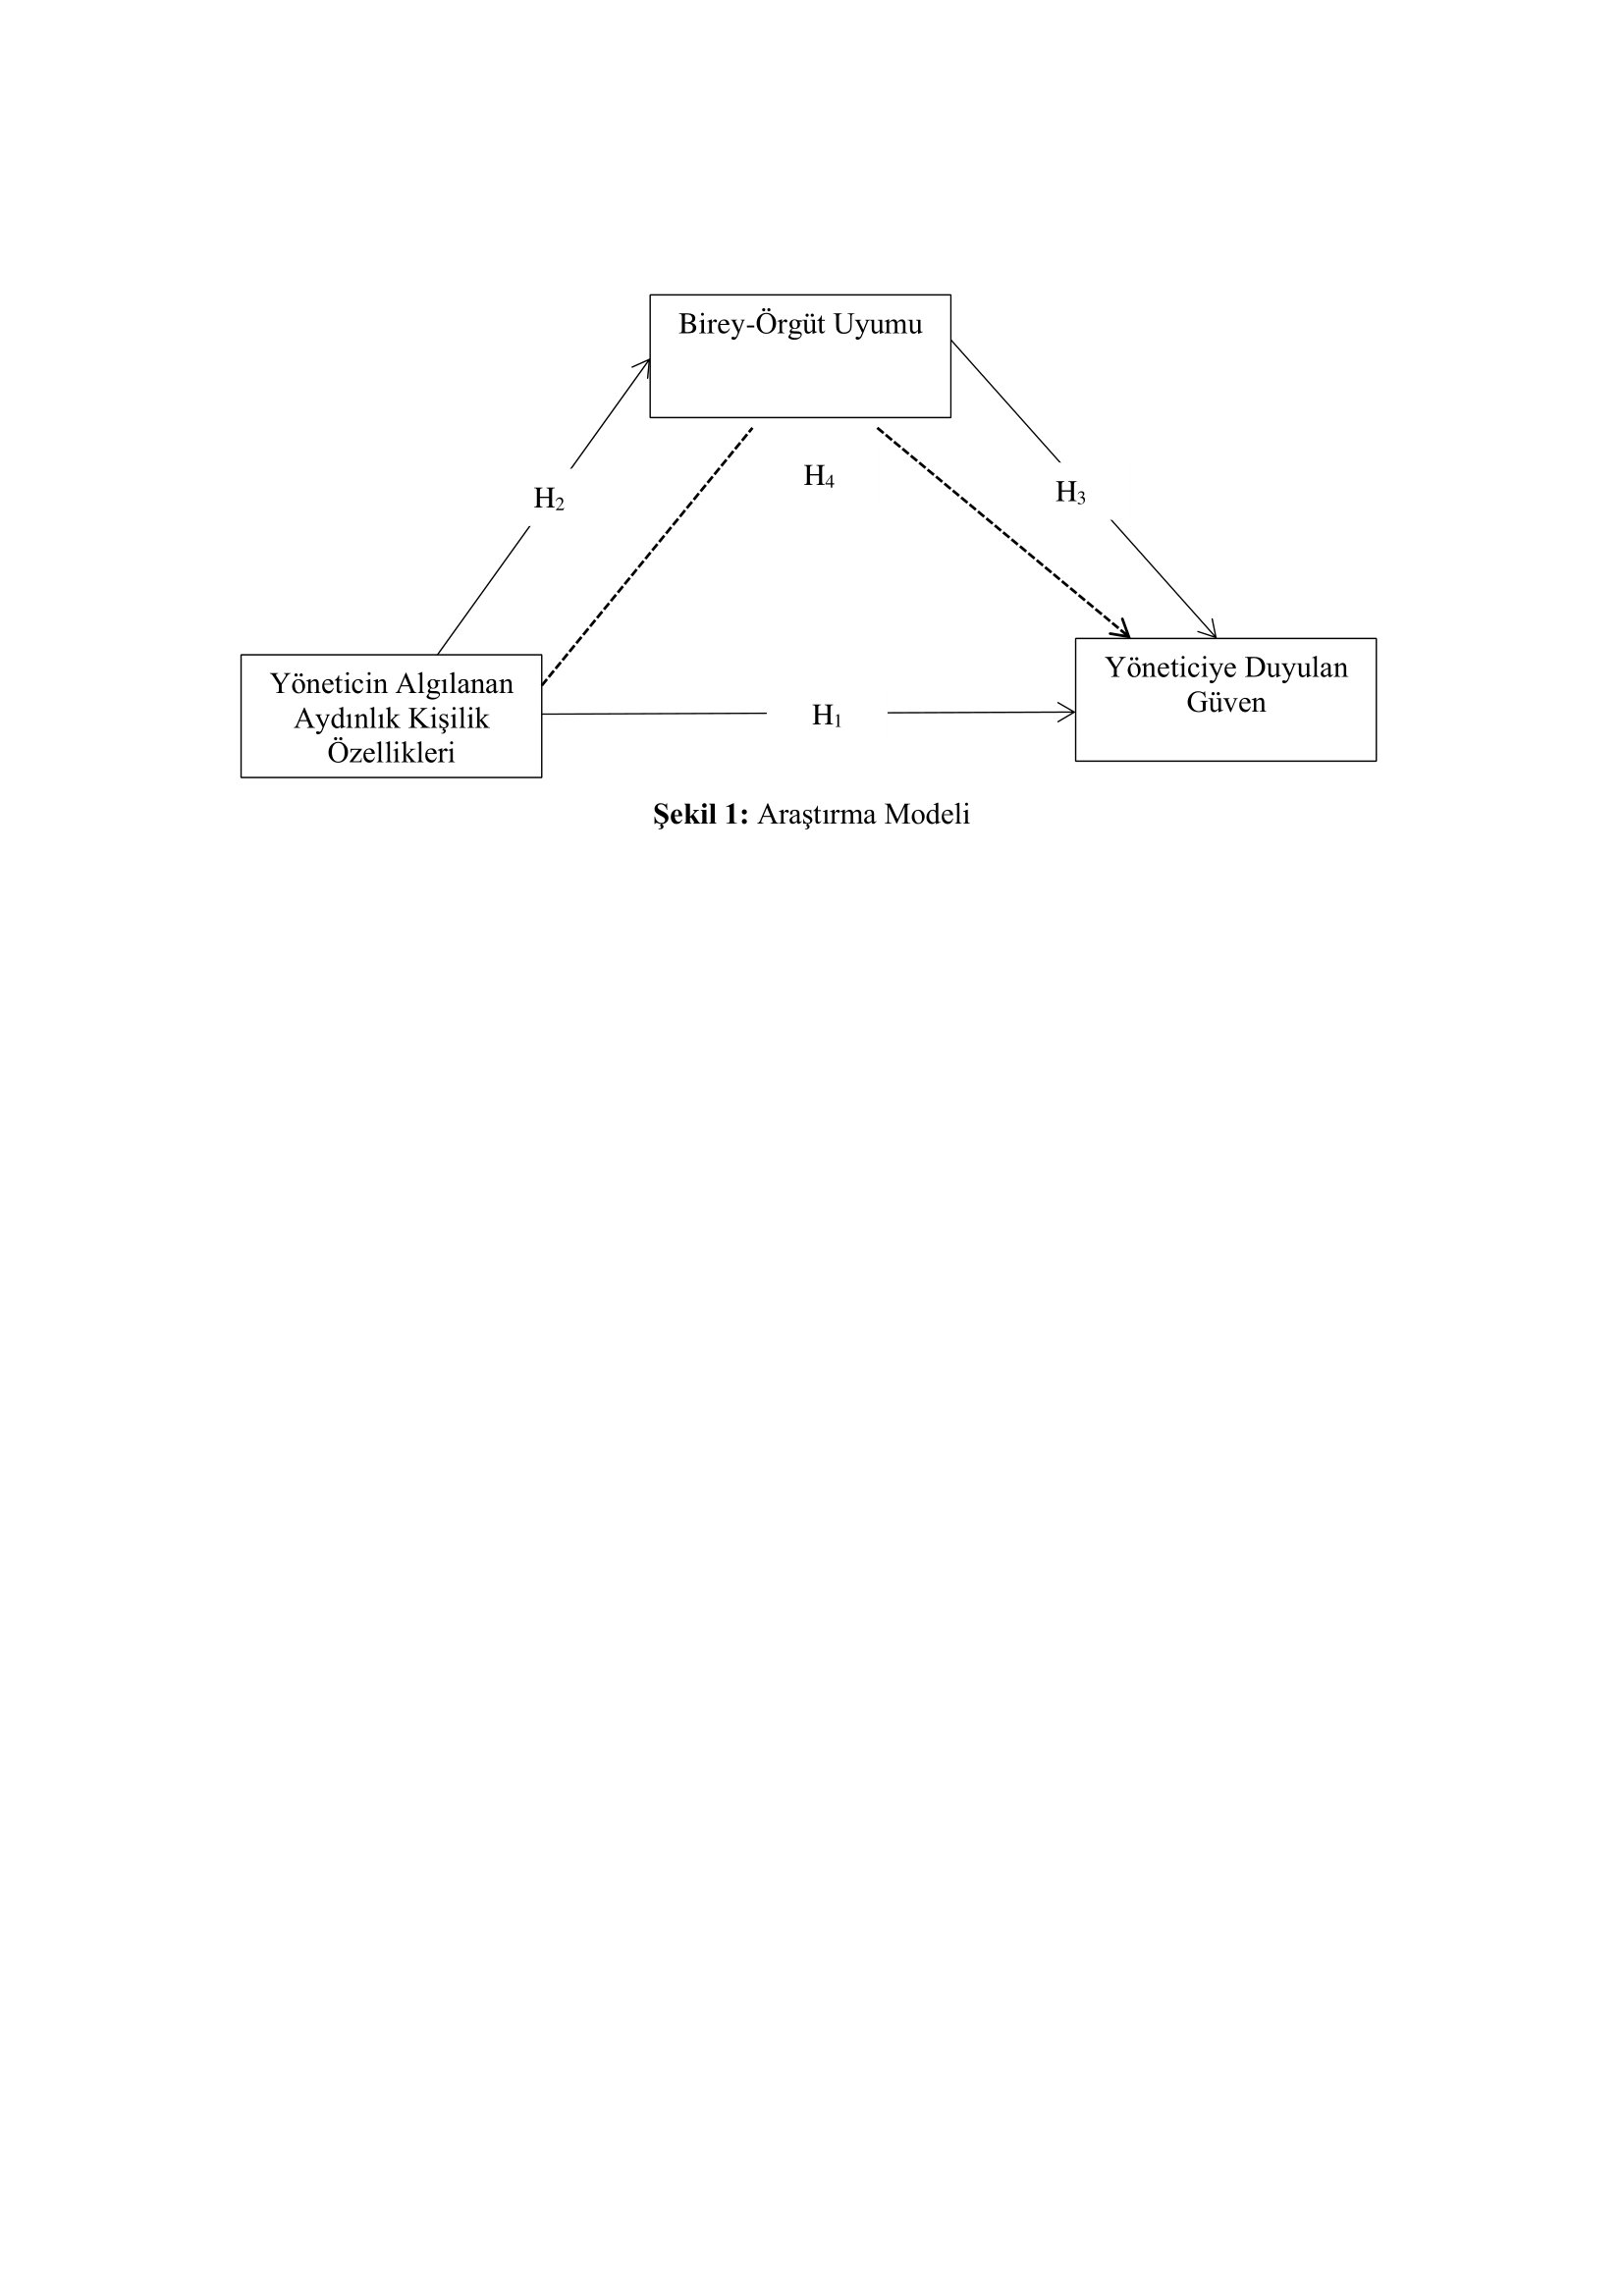 Birey-Örgüt Uyumu
H₄
H₃
H₂
Yöneticiye Duyulan
Güven
Yöneticin Algılanan
Aydınlık Kişilik
Özellikleri
H₁
Şekil 1: Araştırma Modeli